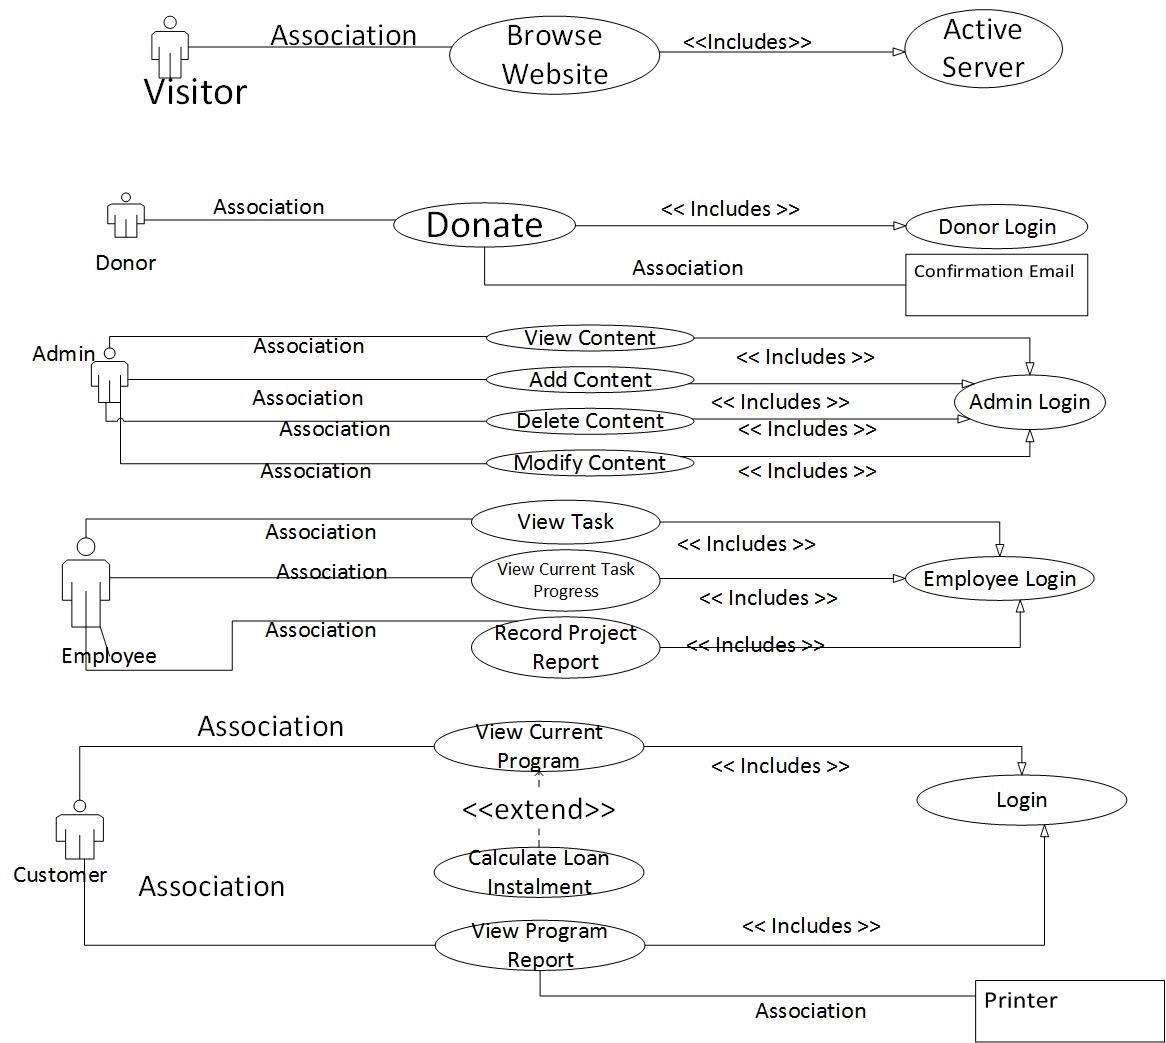 Association
Browse
Website
<<Includes>>
Active
Server
Visitor
Association
Donate
<< Includes >>
Donor Login
Donor
Association
Confirmation Email
Admin
Association
View Content
<< Includes >>
Association
Add Content
<< Includes >>
Admin Login
Association
Delete Content
<< Includes >>
Association
Modify Content
<< Includes >>
Association
View Task
<< Includes >>
Association
View Current Task
Progress
<< Includes >>
Employee Login
Association
Record Project
Report
<< Includes >>
Employee
Association
View Current
Program
<< Includes >>
<<extend>>
Login
Customer
Calculate Loan
Instalment
Association
View Program
Report
<< Includes >>
Association
Printer